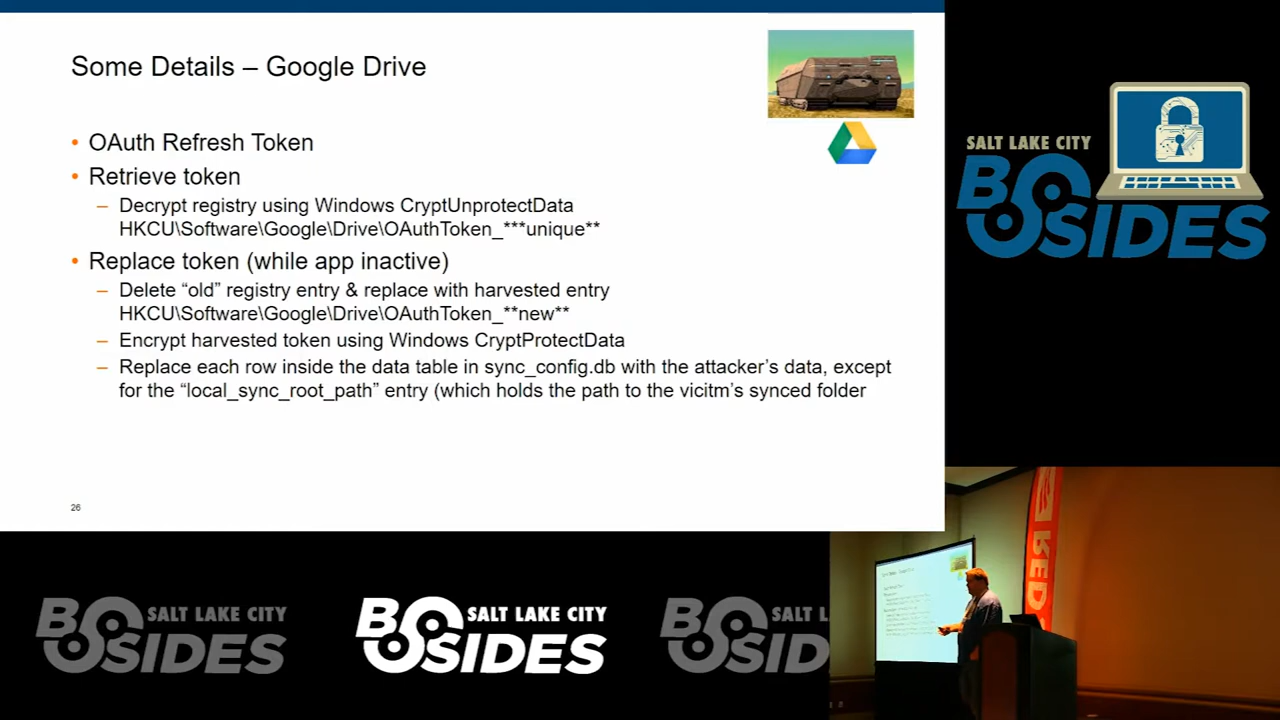 Some Details – Google Drive
• OAuth Refresh Token
• Retrieve token
– Decrypt registry using Windows CryptUnprotectData
HKCU\Software\Google\Drive\OAuthToken_***unique**
• Replace token (while app inactive)
– Delete “old” registry entry & replace with harvested entry
HKCU\Software\Google\Drive\OAuthToken_**new**
– Encrypt harvested token using Windows CryptProtectData
– Replace each row inside the data table in sync_config.db with the attacker’s data, except
for the “local_sync_root_path” entry (which holds the path to the vicitm’s synced folder
26
SALT LAKE CITY
BSIDES
RED
BSIDES SALT LAKE CITY
BSIDES SALT LAKE CITY
BSIDES SALT L